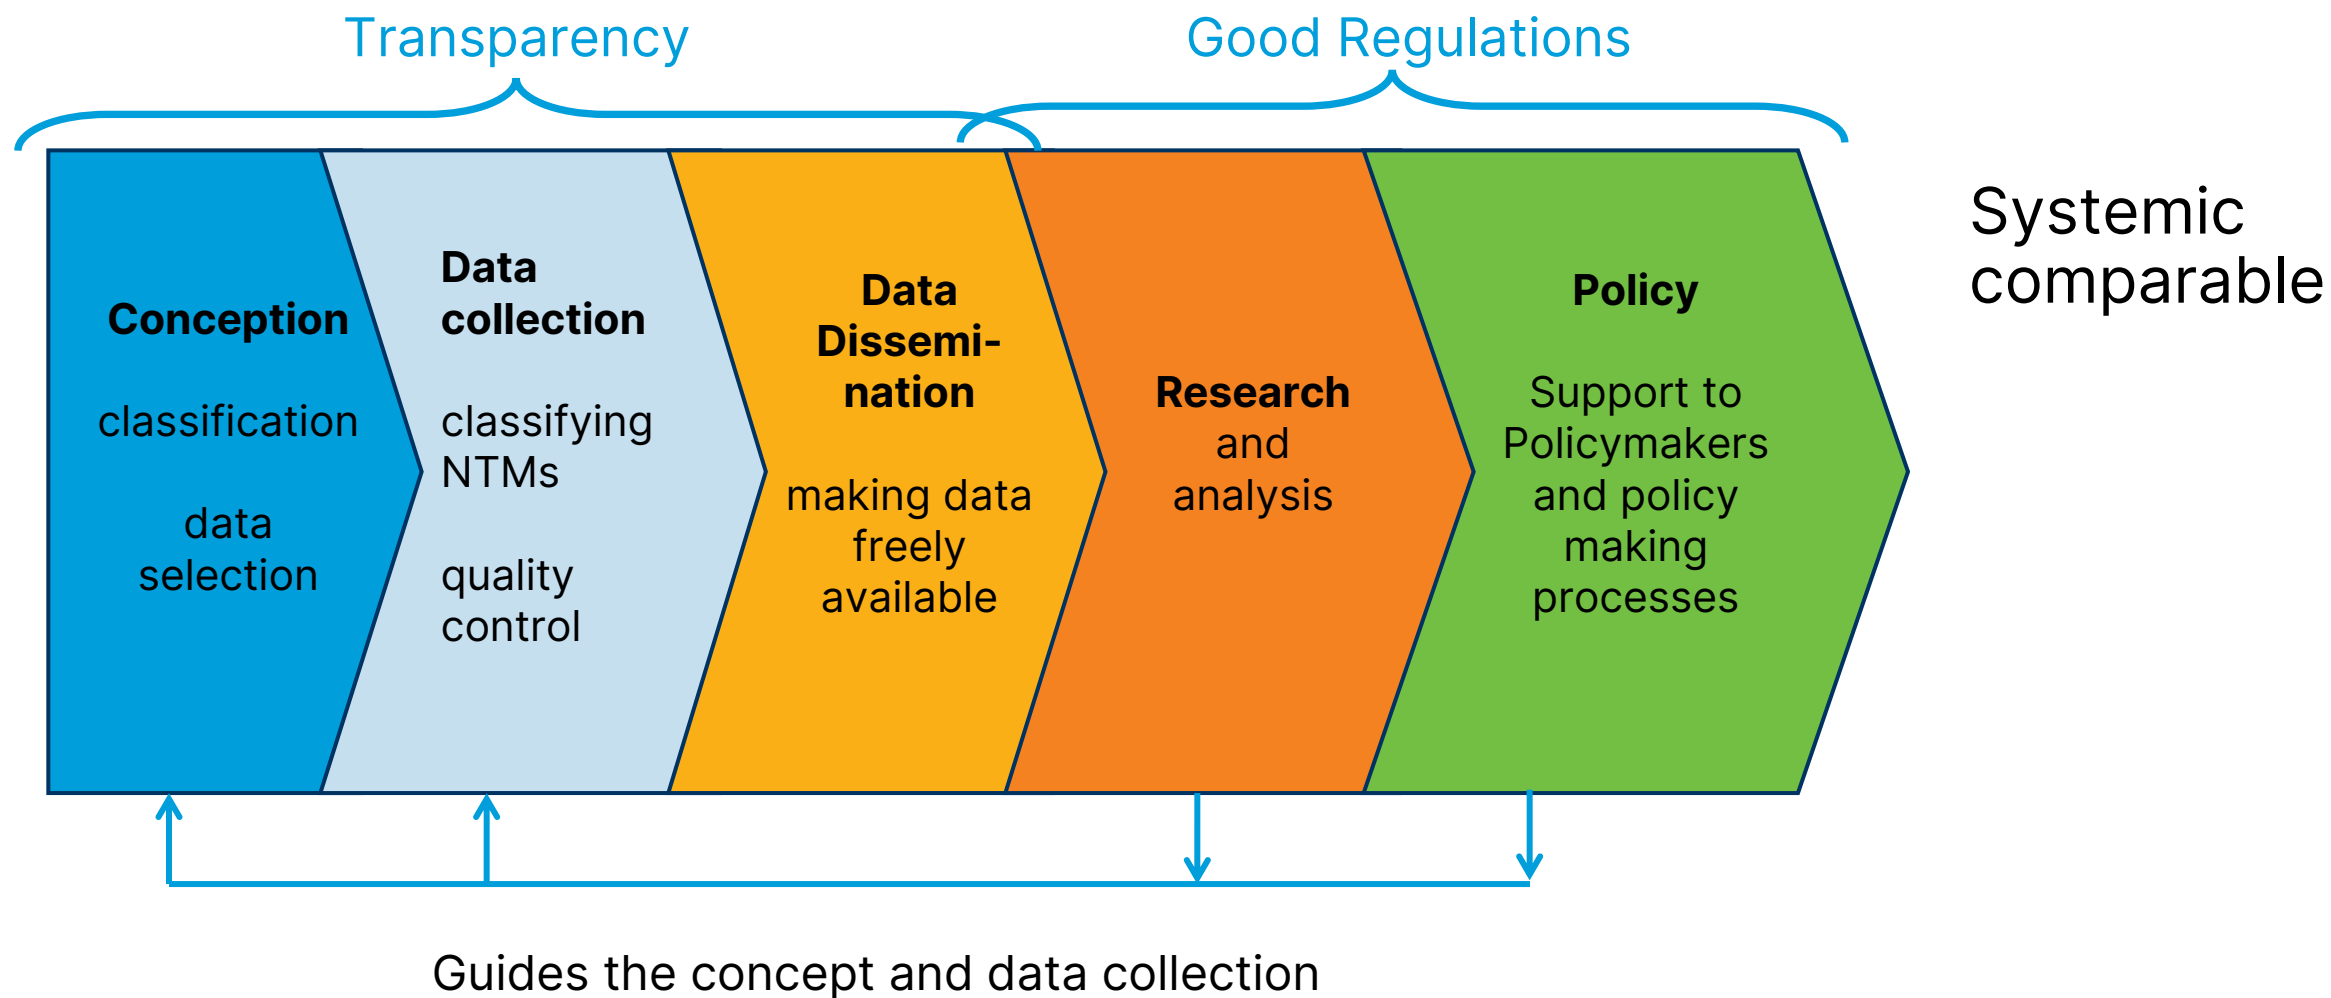 Transparency
Good Regulations
Conception
classification
data
selection
Data
collection
classifying
NTMs
quality
control
Data
Dissemi-
nation
making data
freely
available
Research
and
analysis
Policy
Support to
Policymakers
and policy
making
processes
Systemic
comparable
Guides the concept and data collection